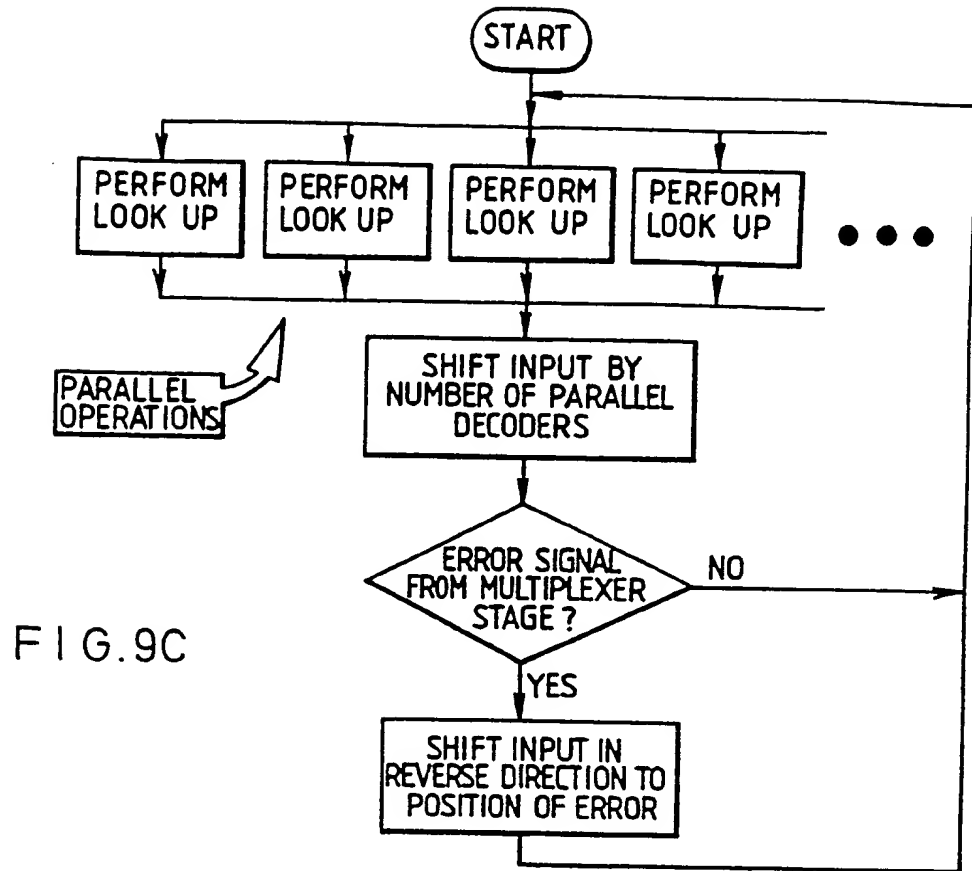 START
PERFORM
LOOK UP
PERFORM
LOOK UP
PERFORM
LOOK UP
PERFORM
LOOK UP
PARALLEL
OPERATIONS
SHIFT INPUT BY
NUMBER OF PARALLEL
DECODERS
ERROR SIGNAL
FROM MULTIPLEXER
STAGE ?
NO
YES
SHIFT INPUT IN
REVERSE DIRECTION TO
POSITION OF ERROR
FIG.9C